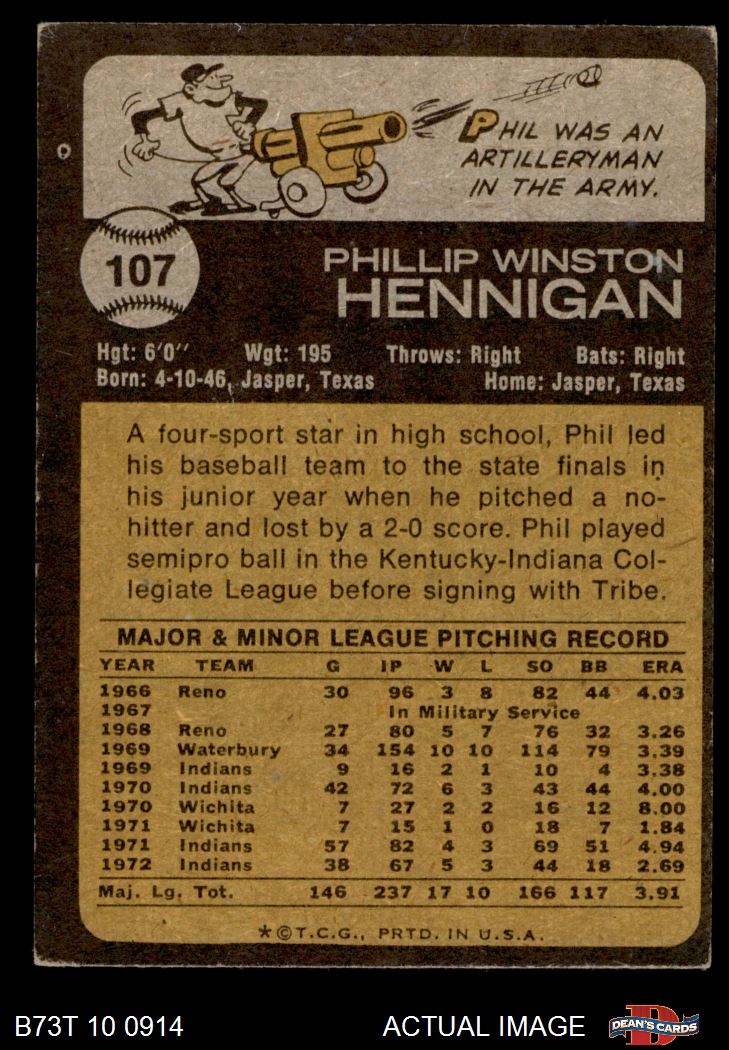 PHIL WAS AN
ARTILLERYMAN
IN THE ARMY.
107
PHILLIP WINSTON
HENNIGAN
Hgt: 6'0" Wgt: 195 Throws: Right Bats: Right
Born: 4-10-46, Jasper, Texas Home: Jasper, Texas
A four-sport star in high school, Phil led
his baseball team to the state finals in
his junior year when he pitched a no-
hitter and lost by a 2-0 score. Phil played
semipro ball in the Kentucky-Indiana Col-
legiate League before signing with Tribe.
MAJOR & MINOR LEAGUE PITCHING RECORD
YEAR TEAM G IP W L SO BB ERA
1966 Reno 30 96 3 8 82 44 4.03
1967 In Military Service
1968 Reno 27 80 5 7 76 32 3.26
1969 Waterbury 34 154 10 10 114 79 3.39
1969 Indians 9 16 2 1 10 4 3.38
1970 Indians 42 72 6 3 43 44 4.00
1970 Wichita 7 27 2 2 16 12 8.00
1971 Wichita 7 15 1 0 18 7 1.84
1971 Indians 57 82 4 3 69 51 4.94
1972 Indians 38 67 5 3 44 18 2.69
Maj. Lg. Tot. 146 237 17 10 166 117 3.91
*©T.C.G., PRTD. IN U.S.A.
B73T 10 0914 ACTUAL IMAGE DEAN'S CARDS